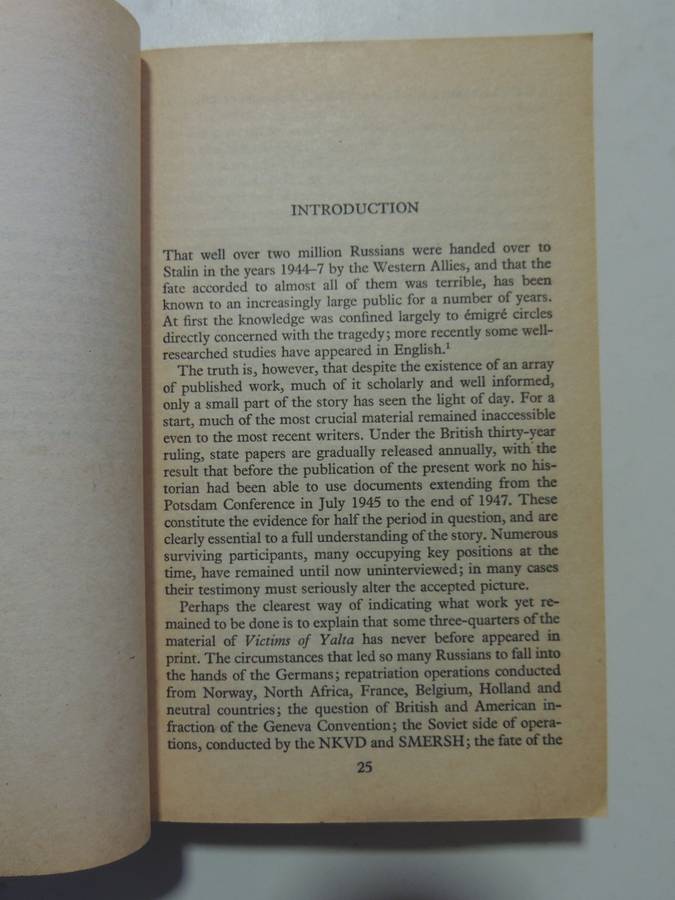 INTRODUCTION
That well over two million Russians were handed over to
Stalin in the years 1944–7 by the Western Allies, and that the
fate accorded to almost all of them was terrible, has been
known to an increasingly large public for a number of years.
At first the knowledge was confined largely to émigré circles
directly concerned with the tragedy; more recently some well-
researched studies have appeared in English.¹
The truth is, however, that despite the existence of an array
of published work, much of it scholarly and well informed,
only a small part of the story has seen the light of day. For a
start, much of the most crucial material remained inaccessible
even to the most recent writers. Under the British thirty-year
ruling, state papers are gradually released annually, with the
result that before the publication of the present work no his-
torian had been able to use documents extending from the
Potsdam Conference in July 1945 to the end of 1947. These
constitute the evidence for half the period in question, and are
clearly essential to a full understanding of the story. Numerous
surviving participants, many occupying key positions at the
time, have remained until now uninterviewed; in many cases
their testimony must seriously alter the accepted picture.
Perhaps the clearest way of indicating what work yet re-
mained to be done is to explain that some three-quarters of the
material of Victims of Yalta has never before appeared in
print. The circumstances that led so many Russians to fall into
the hands of the Germans; repatriation operations conducted
from Norway, North Africa, France, Belgium, Holland and
neutral countries; the question of British and American in-
fraction of the Geneva Convention; the Soviet side of opera-
tions, conducted by the NKVD and SMERSH; the fate of the
25